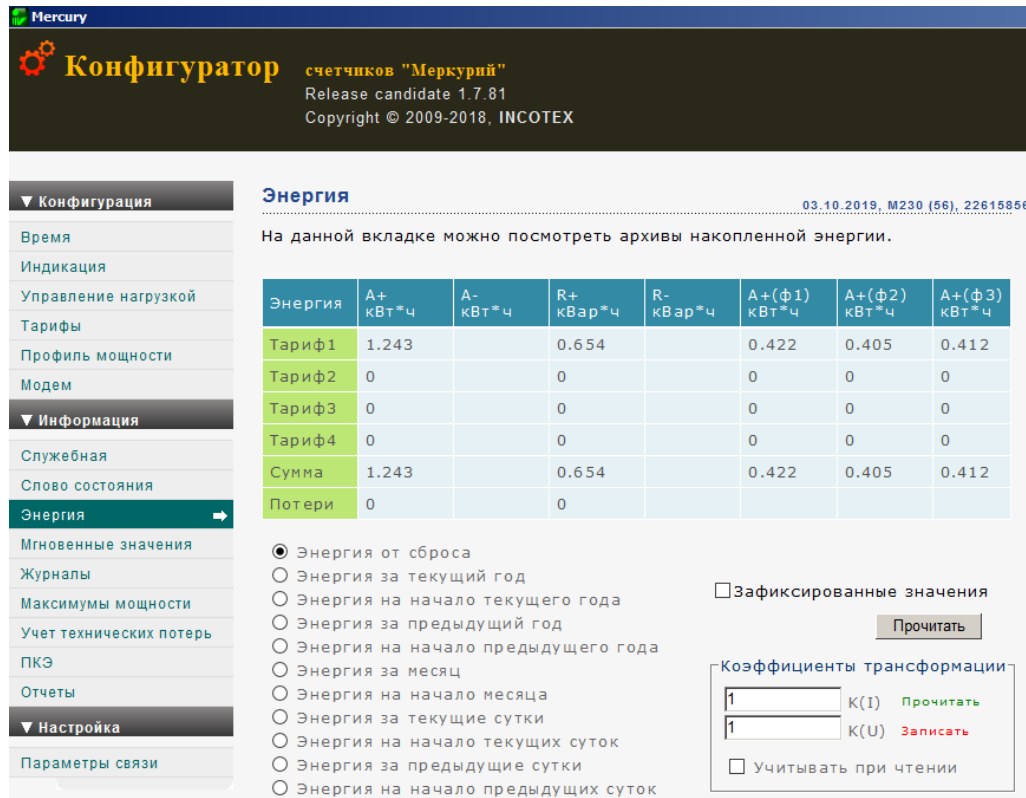 Mercury
Конфигуратор счетчиков "Меркурий"
Release candidate 1.7.81
Copyright © 2009-2018, INCOTEX
▼ Конфигурация
Время
Индикация
Управление нагрузкой
Тарифы
Профиль мощности
Модем
▼ Информация
Служебная
Слово состояния
Энергия
Мгновенные значения
Журналы
Максимумы мощности
Учет технических потерь
ПКЭ
Отчеты
▼ Настройка
Параметры связи
Энергия
03.10.2019, M230 (56), 22615856
На данной вкладке можно посмотреть архивы накопленной энергии.
Энергия A+ кВт*ч A- кВт*ч R+ кВар*ч R- кВар*ч A+(ф1) кВт*ч A+(ф2) кВт*ч A+(ф3) кВт*ч
Тариф1 1.243 0.654 0.422 0.405 0.412
Тариф2 0 0 0 0 0
Тариф3 0 0 0 0 0
Тариф4 0 0 0 0 0
Сумма 1.243 0.654 0.422 0.405 0.412
Потери 0 0
Энергия от сброса
Энергия за текущий год
Энергия на начало текущего года
Энергия за предыдущий год
Энергия на начало предыдущего года
Энергия за месяц
Энергия на начало месяца
Энергия за текущие сутки
Энергия на начало текущих суток
Энергия за предыдущие сутки
Энергия на начало предыдущих суток
Зафиксированные значения
Прочитать
Коэффициенты трансформации
1 K(I) Прочитать
1 K(U) Записать
Учитывать при чтении